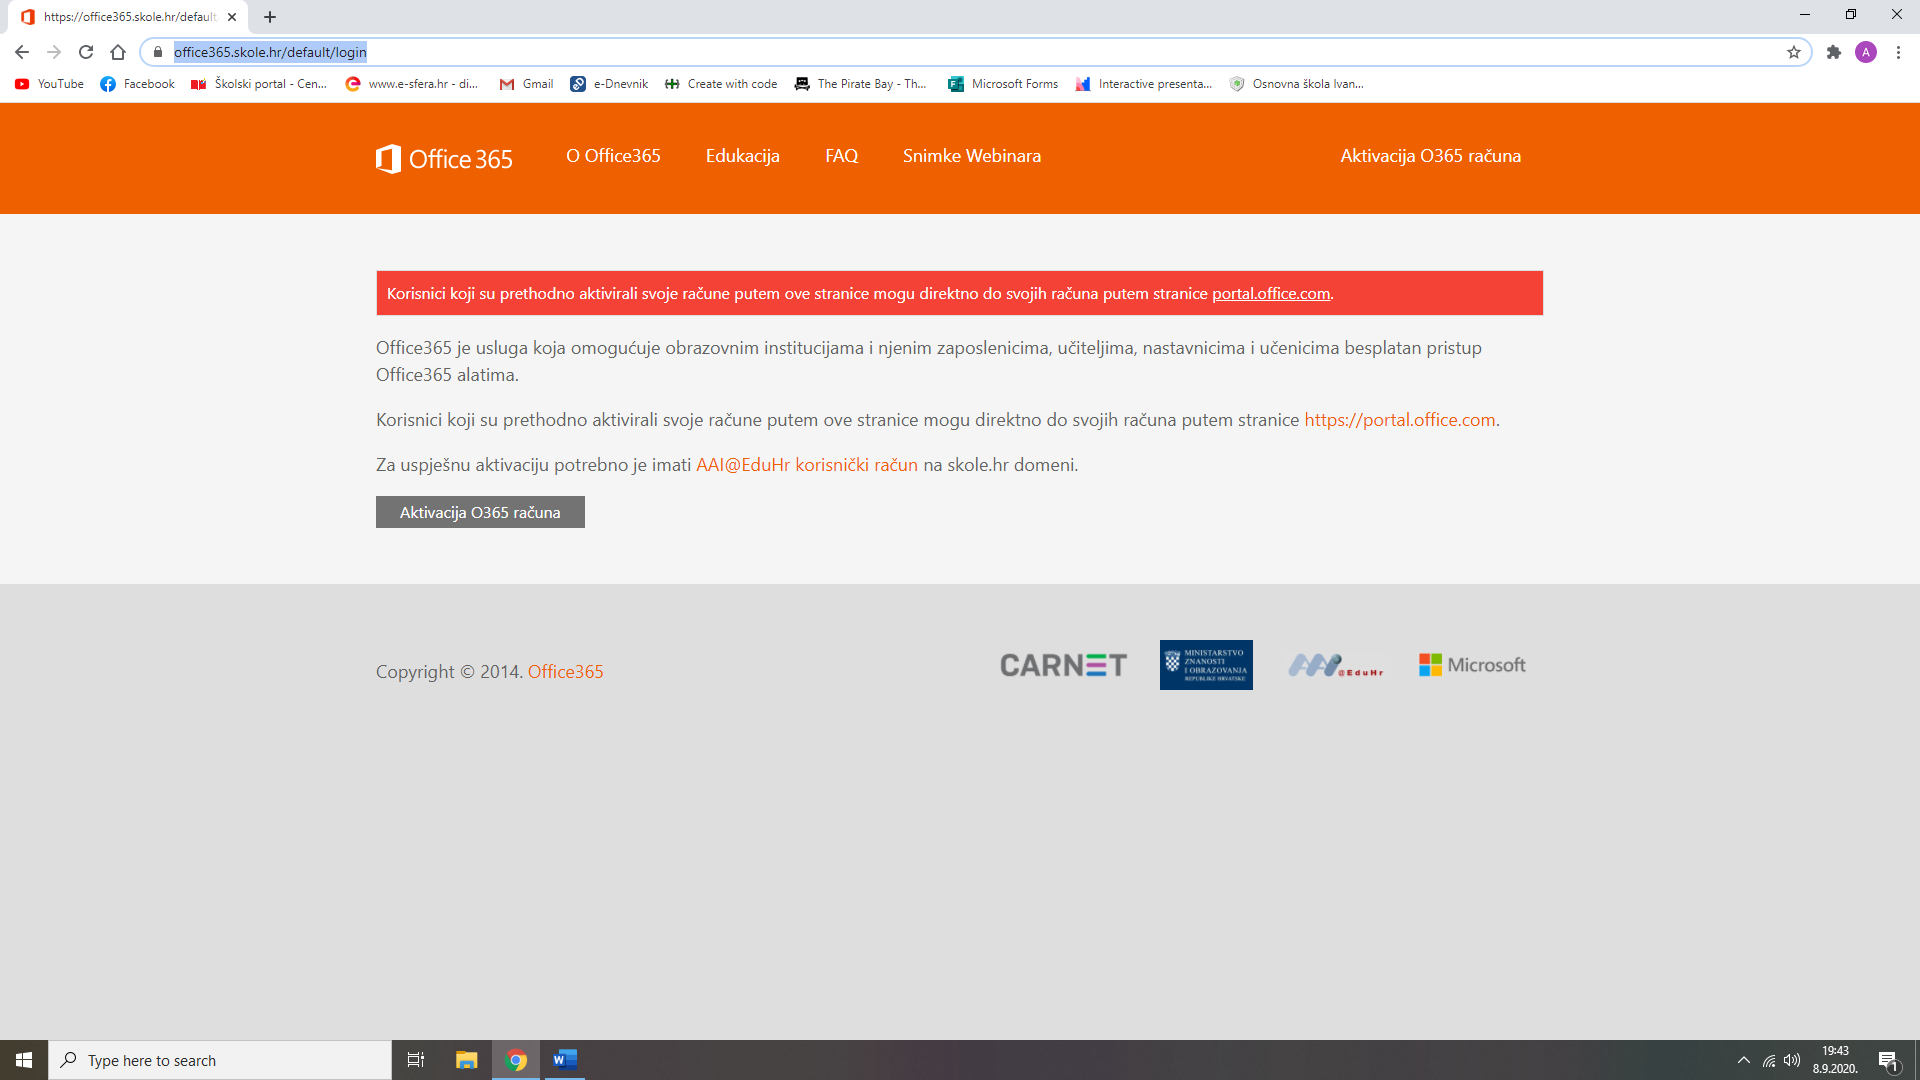 https://office365.skole.hr/default
office365.skole.hr/default/login
YouTube
Facebook
Školski portal - Cen...
www.e-sfera.hr - di...
Gmail
e-Dnevnik
Create with code
The Pirate Bay - Th...
Microsoft Forms
Interactive presenta...
Osnovna škola Ivan...
A
Office 365
O Office365
Edukacija
FAQ
Snimke Webinara
Aktivacija O365 računa
Korisnici koji su prethodno aktivirali svoje račune putem ove stranice mogu direktno do svojih računa putem stranice portal.office.com.
Office365 je usluga koja omogućuje obrazovnim institucijama i njenim zaposlenicima, učiteljima, nastavnicima i učenicima besplatan pristup
Office365 alatima.
Korisnici koji su prethodno aktivirali svoje račune putem ove stranice mogu direktno do svojih računa putem stranice https://portal.office.com.
Za uspješnu aktivaciju potrebno je imati AAI@EduHr korisnički račun na skole.hr domeni.
Aktivacija O365 računa
Copyright © 2014. Office365
CARNET
MINISTARSTVO
ZNANOSTI
I OBRAZOVANJA
REPUBLIKE HRVATSKE
AAI@EduHr
Microsoft
Type here to search
W
19:43
8.9.2020.
1